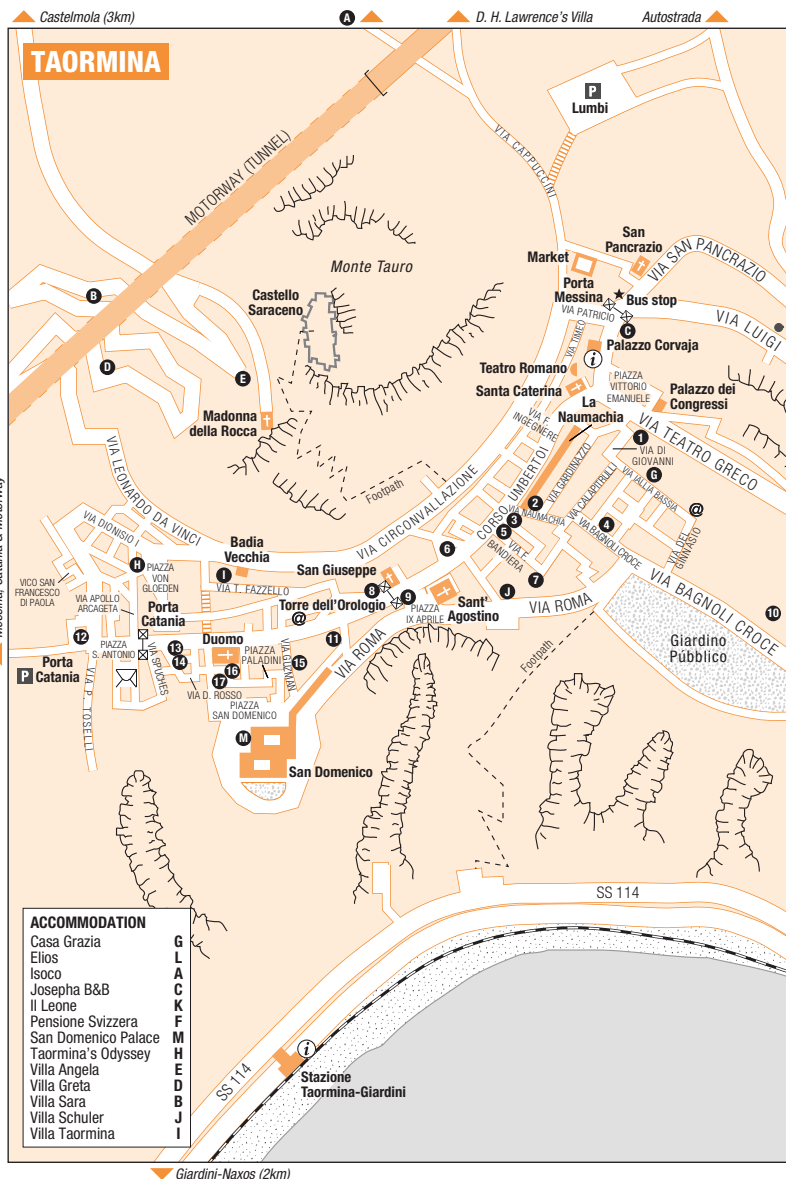 Castelmola (3km)
A
D. H. Lawrence's Villa
Autostrada
TAORMINA
P
Lumbi
MOTORWAY (TUNNEL)
VIA CAPPUCCINI
Monte Tauro
San
Pancrazio
VIA SAN PANCRAZIO
Market
Porta
Messina
Bus stop
VIA PATRICIO
C
VIA LUIGI
Castello
Saraceno
B
D
E
VIA TIMEO
Palazzo Corvaja
i
Teatro Romano
Santa Caterina
PIAZZA
VITTORIO
EMANUELE
Palazzo dei
Congressi
La
Naumachia
Madonna
della Rocca
VIA F.
INGEGNERE
VIA TEATRO GRECO
1
VIA DI
GIOVANNI
G
VIA IALLIA BASSIA
VIA LEONARDO DA VINCI
Footpath
VIA CIRCONVALLAZIONE
CORSO UMBERTO I
VIA GIARDINAZZO
VIA CALAPITRULLI
2
3
VIA NAUMACHIA
4
5
@
VIA DEL
GINNASIO
VIA BAGNOLI CROCE
VIA BAGNOLI CROCE
6
VIA F.
BANDIERA
7
J
10
VIA DIONISIO I
VICO SAN
FRANCESCO
DI PAOLA
H
PIAZZA
VON
GLOEDEN
Badia
Vecchia
I
VIA T. FAZZELLO
San Giuseppe
8
9
Torre dell'Orologio
@
PIAZZA
IX APRILE
Sant'
Agostino
VIA ROMA
Giardino
Púbblico
VIA APOLLO
ARCAGETA
Porta
Catania
12
PIAZZA
S. ANTONIO
13
14
Duomo
PIAZZA
PALADINI
11
VIA ROMA
15
VIA GUZMAN
16
17
P
Porta
Catania
VIA SPUCHES
VIA D. ROSSO
VIA P. TOSELLI
PIAZZA
SAN DOMENICO
Footpath
M
San Domenico
SS 114
ACCOMMODATION
Casa Grazia G
Elios L
Isoco A
Josepha B&B C
Il Leone K
Pensione Svizzera F
San Domenico Palace M
Taormina's Odyssey H
Villa Angela E
Villa Greta D
Villa Sara B
Villa Schuler J
Villa Taormina I
SS 114
i
Stazione
Taormina-Giardini
Giardini-Naxos (2km)
Messina, Catania & Motorway